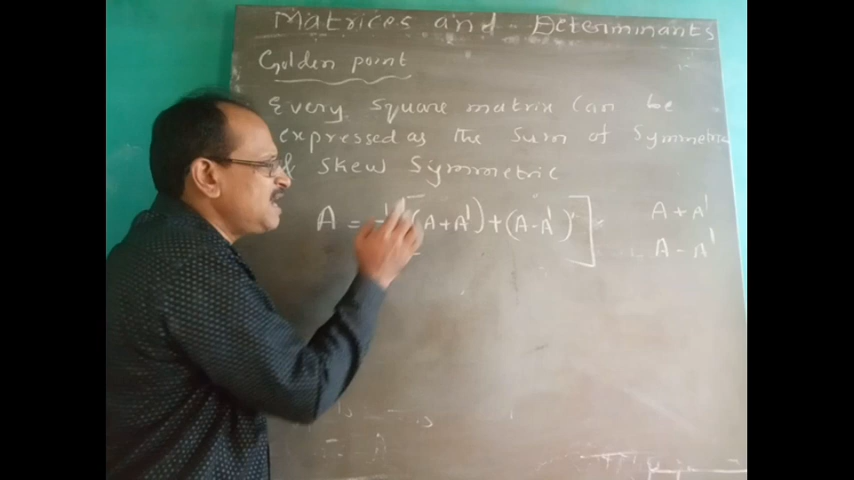 Matrices and Determinants
Golden point
Every square matrix can be
expressed as the sum of symmetric
& skew symmetric
A = [(A+A')+(A-A')]
A+A'
A-A'
= A